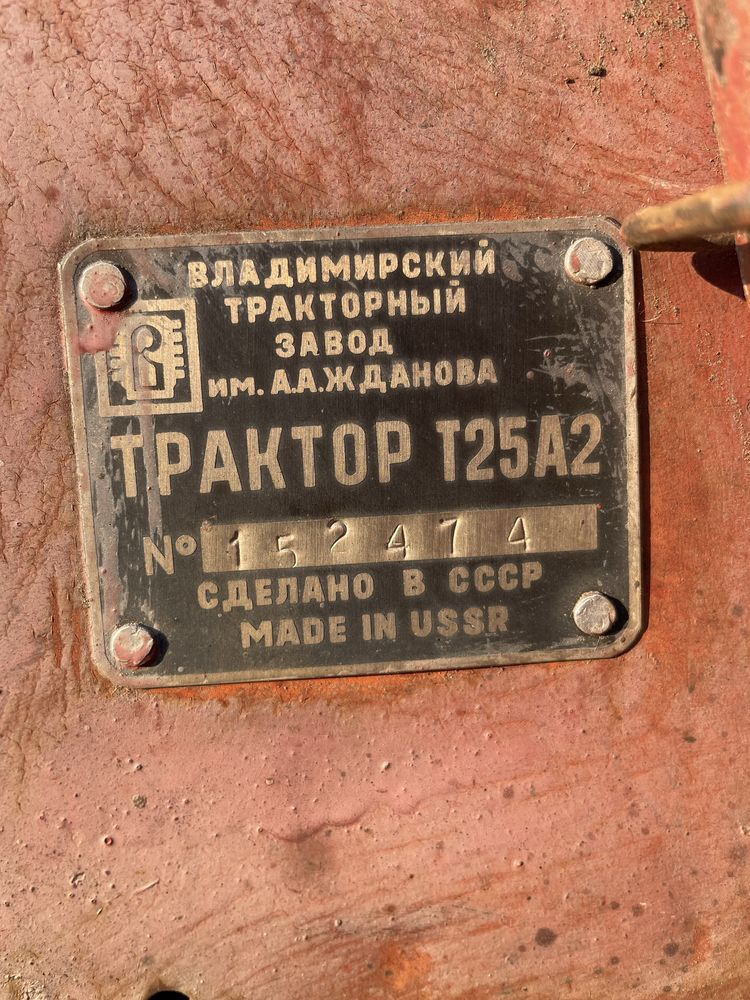 ВЛАДИМИРСКИЙ
ТРАКТОРНЫЙ
ЗАВОД
им. А.А.ЖДАНОВА
ТРАКТОР Т25А2
№ 152474
СДЕЛАНО В СССР
MADE IN USSR